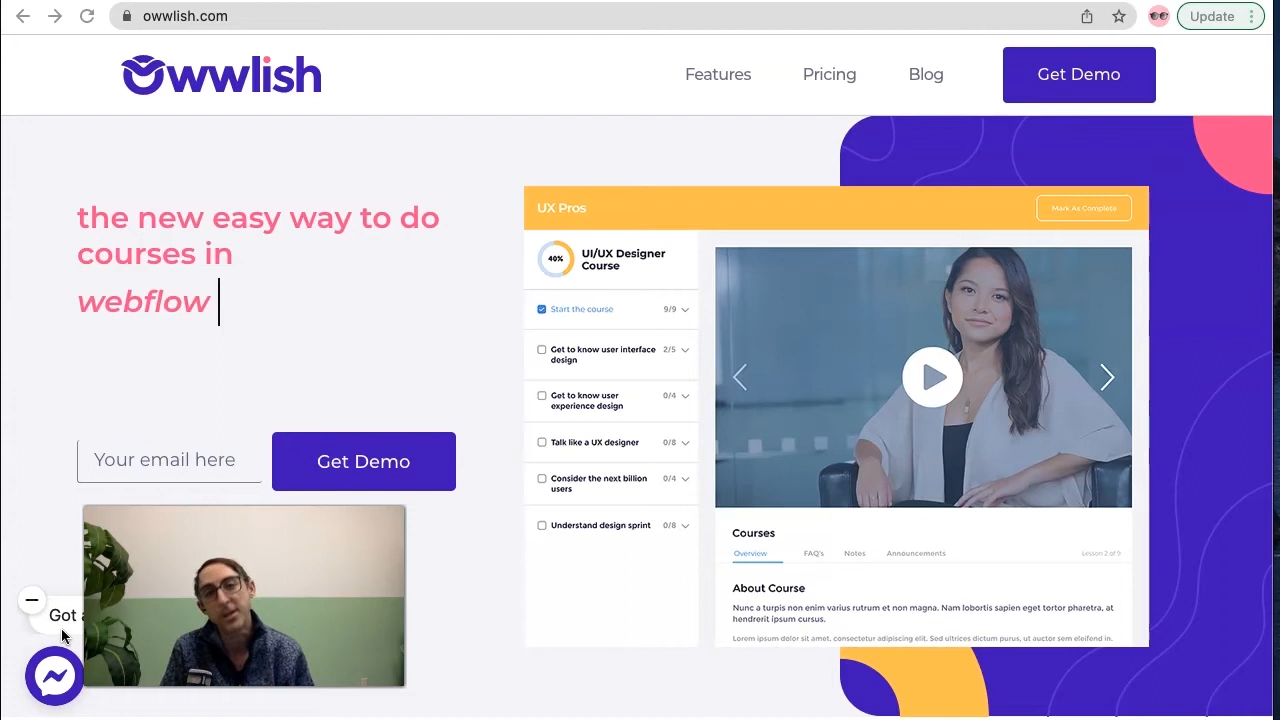 owwlish.com
Update
Owwlish
Features
Pricing
Blog
Get Demo
the new easy way to do
courses in
webflow
Your email here
Get Demo
Got a
UX Pros
Mark As Complete
40%
UI/UX Designer
Course
Start the course
9/9
Get to know user interface
design
2/5
Get to know user
experience design
0/4
Talk like a UX designer
0/8
Consider the next billion
users
0/4
Understand design sprint
0/8
Courses
Overview
FAQ's
Notes
Announcements
Lesson 2 of 9
About Course
Nunc a turpis non enim varius rutrum et non magna. Nam lobortis sapien eget tortor pharetra, at
hendrerit ipsum cursus.
Lorem ipsum dolor sit amet, consectetur adipiscing elit. Sed ultrices dictum purus, ut auctor sem eleifend in.